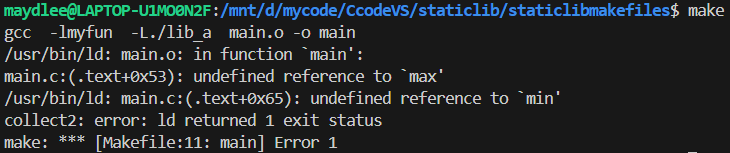 maydlee@LAPTOP-U1MO0N2F:/mnt/d/mycode/CcodeVS/staticlib/staticlibmakefiles$ make
gcc  -lmyfun  -L./lib_a  main.o -o main
/usr/bin/ld: main.o: in function `main':
main.c:(.text+0x53): undefined reference to `max'
/usr/bin/ld: main.c:(.text+0x65): undefined reference to `min'
collect2: error: ld returned 1 exit status
make: *** [Makefile:11: main] Error 1